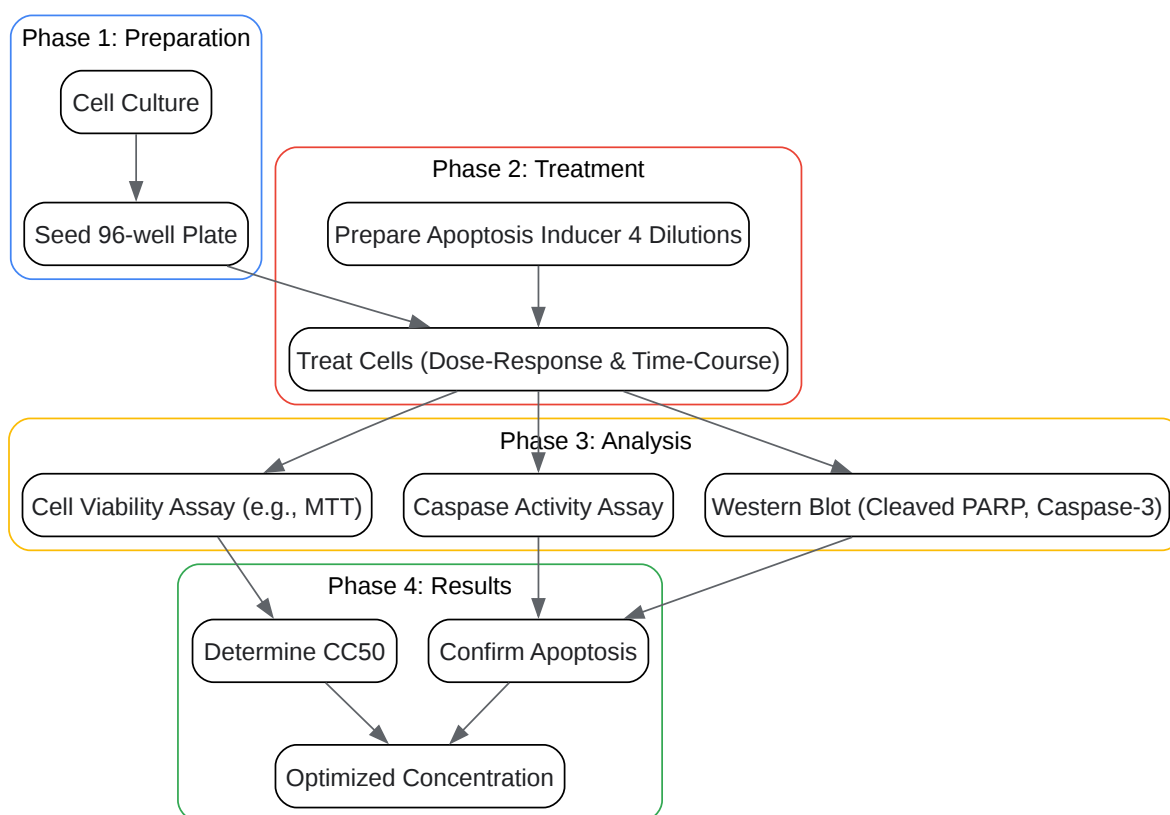 Phase 1: Preparation
Cell Culture
Seed 96-well Plate
Phase 2: Treatment
Prepare Apoptosis Inducer 4 Dilutions
Treat Cells (Dose-Response & Time-Course)
Phase 3: Analysis
Cell Viability Assay (e.g., MTT)
Caspase Activity Assay
Western Blot (Cleaved PARP, Caspase-3)
Phase 4: Results
Determine CC50
Confirm Apoptosis
Optimized Concentration